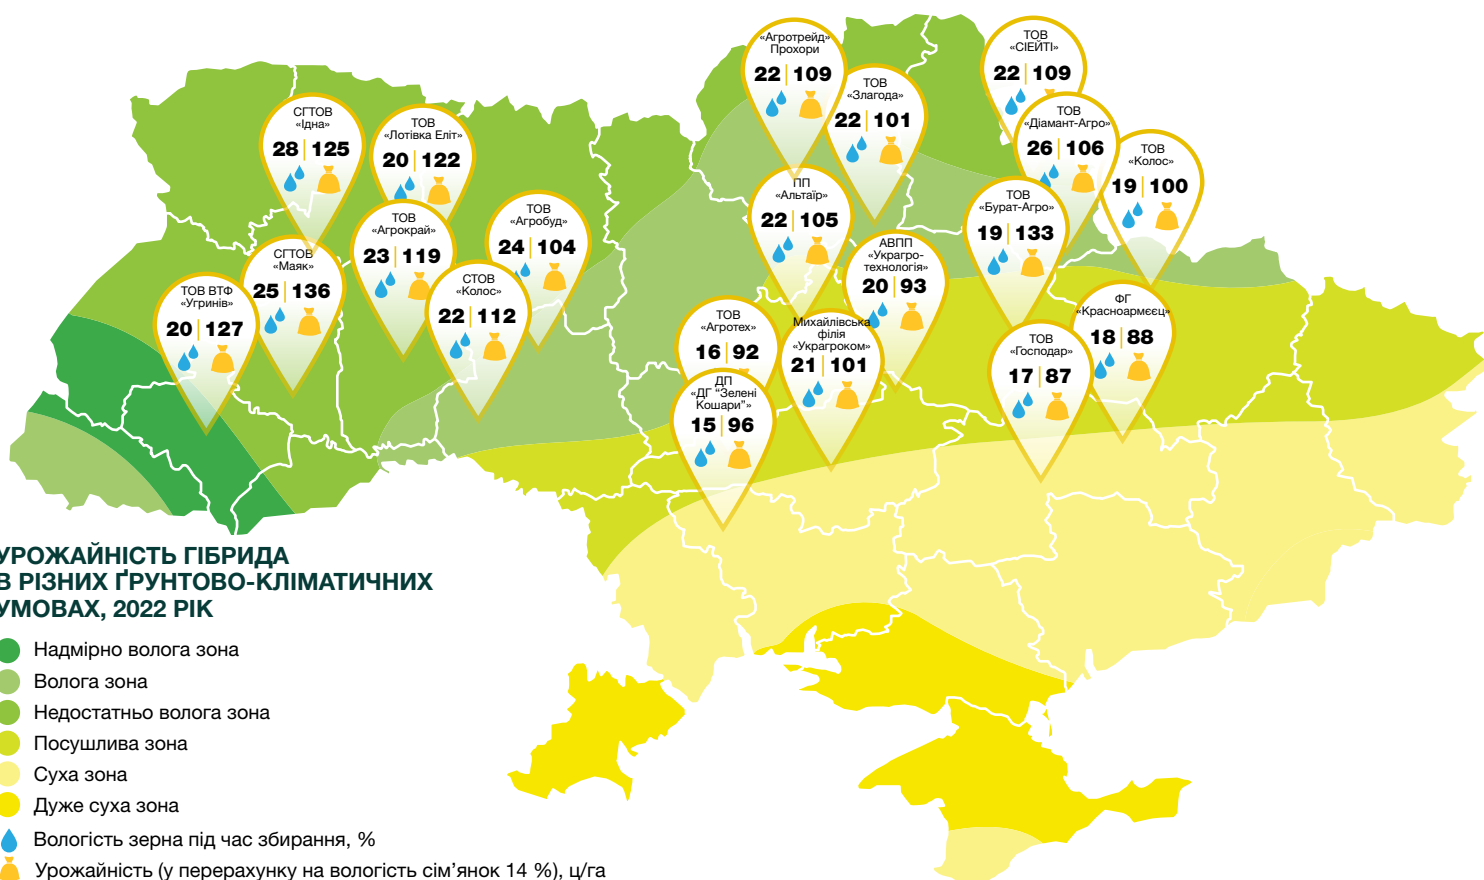 «Агротрейд»
Прохори
22 109
ТОВ
«СІЕЙТІ»
22 109
ТОВ
«Злагода»
22 101
СГТОВ
«Їдна»
28 125
ТОВ
«Лотівка Еліт»
20 122
ТОВ
«Діамант-Агро»
26 106
ТОВ
«Колос»
19 100
ПП
«Альтаїр»
22 105
ТОВ
«Бурат-Агро»
19 133
ТОВ
«Агрокрай»
23 119
ТОВ
«Агробуд»
24 104
АВПП
«Украгро-
технологія»
20 93
СГТОВ
«Маяк»
25 136
ТОВ ВТФ
«Угринів»
20 127
СТОВ
«Колос»
22 112
ТОВ
«Агротех»
16 92
Михайлівська
філія
«Украгроком»
21 101
ФГ
«Красноармєєц»
18 88
ТОВ
«Господар»
17 87
ДП
«ДГ "Зелені
Кошари"»
15 96
УРОЖАЙНІСТЬ ГІБРИДА
В РІЗНИХ ҐРУНТОВО-КЛІМАТИЧНИХ
УМОВАХ, 2022 РІК
Надмірно волога зона
Волога зона
Недостатньо волога зона
Посушлива зона
Суха зона
Дуже суха зона
Вологість зерна під час збирання, %
Урожайність (у перерахунку на вологість сім’янок 14 %), ц/га